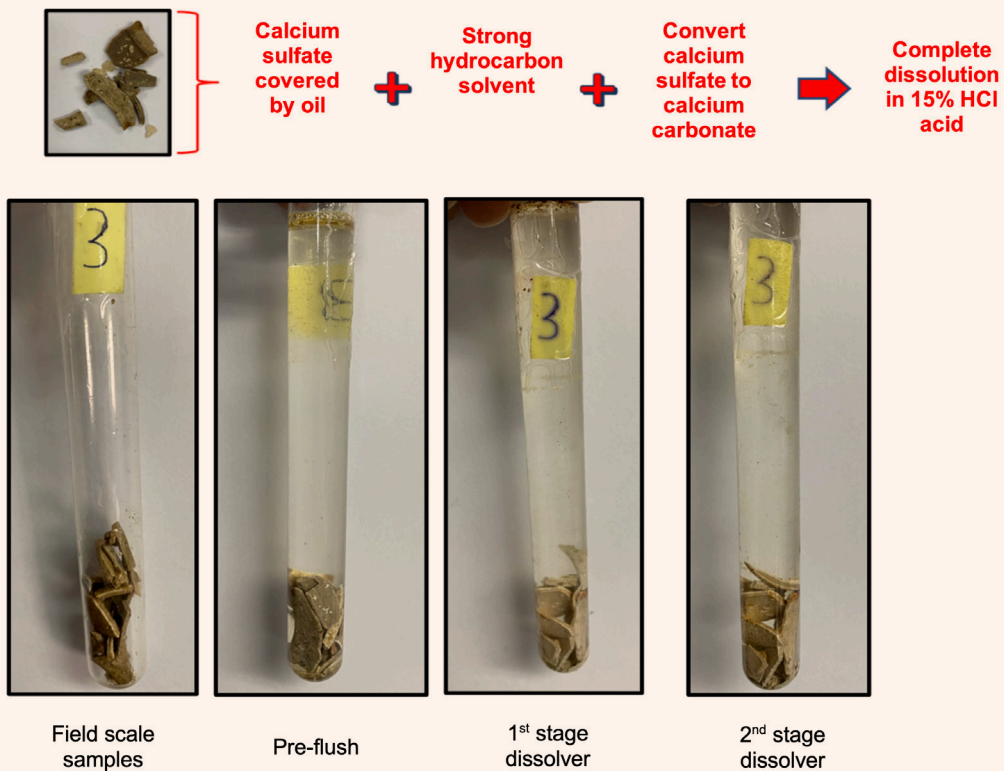 Calcium
sulfate
covered
by oil
Strong
hydrocarbon
solvent
Convert
calcium
sulfate to
calcium
carbonate
Complete
dissolution
in 15% HCl
acid
3
3
3
Field scale
samples
Pre-flush
1st stage
dissolver
2nd stage
dissolver